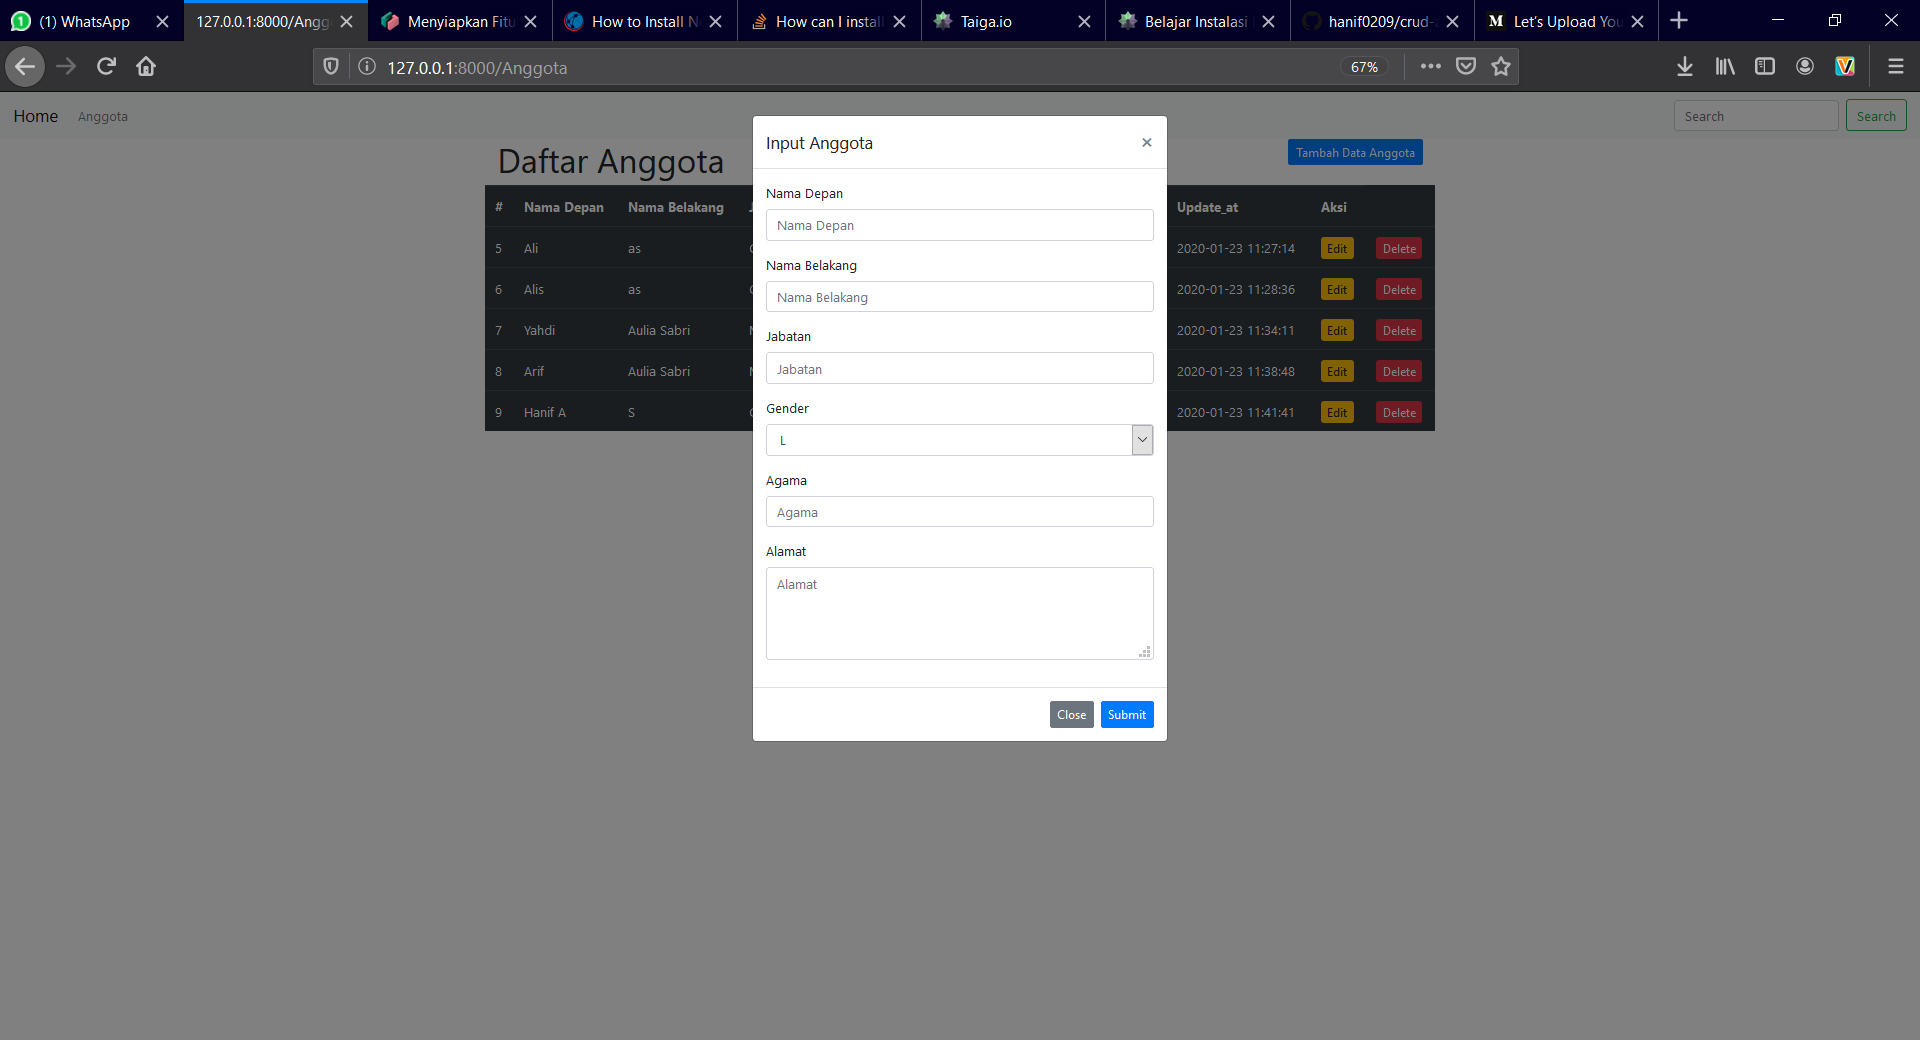 (1) WhatsApp
127.0.0.1:8000/Angg
Menyiapkan Fitu
How to Install N
How can I install
Taiga.io
Belajar Instalasi
hanif0209/crud-
Let's Upload You
127.0.0.1:8000/Anggota
67%
Home
Anggota
Search
Search
Daftar Anggota
Tambah Data Anggota
# Nama Depan Nama Belakang Update_at Aksi
5 Ali as 2020-01-23 11:27:14 Edit Delete
6 Alis as 2020-01-23 11:28:36 Edit Delete
7 Yahdi Aulia Sabri 2020-01-23 11:34:11 Edit Delete
8 Arif Aulia Sabri 2020-01-23 11:38:48 Edit Delete
9 Hanif A S 2020-01-23 11:41:41 Edit Delete
Input Anggota
×
Nama Depan
Nama Depan
Nama Belakang
Nama Belakang
Jabatan
Jabatan
Gender
L
Agama
Agama
Alamat
Alamat
Close
Submit